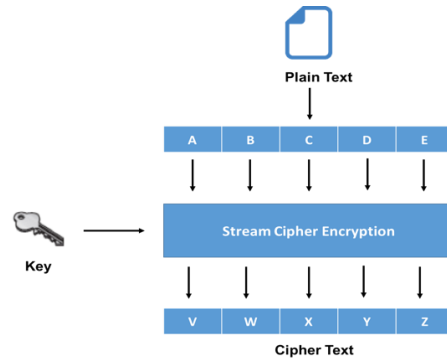 Plain Text
A B C D E
Stream Cipher Encryption
Key
V W X Y Z
Cipher Text